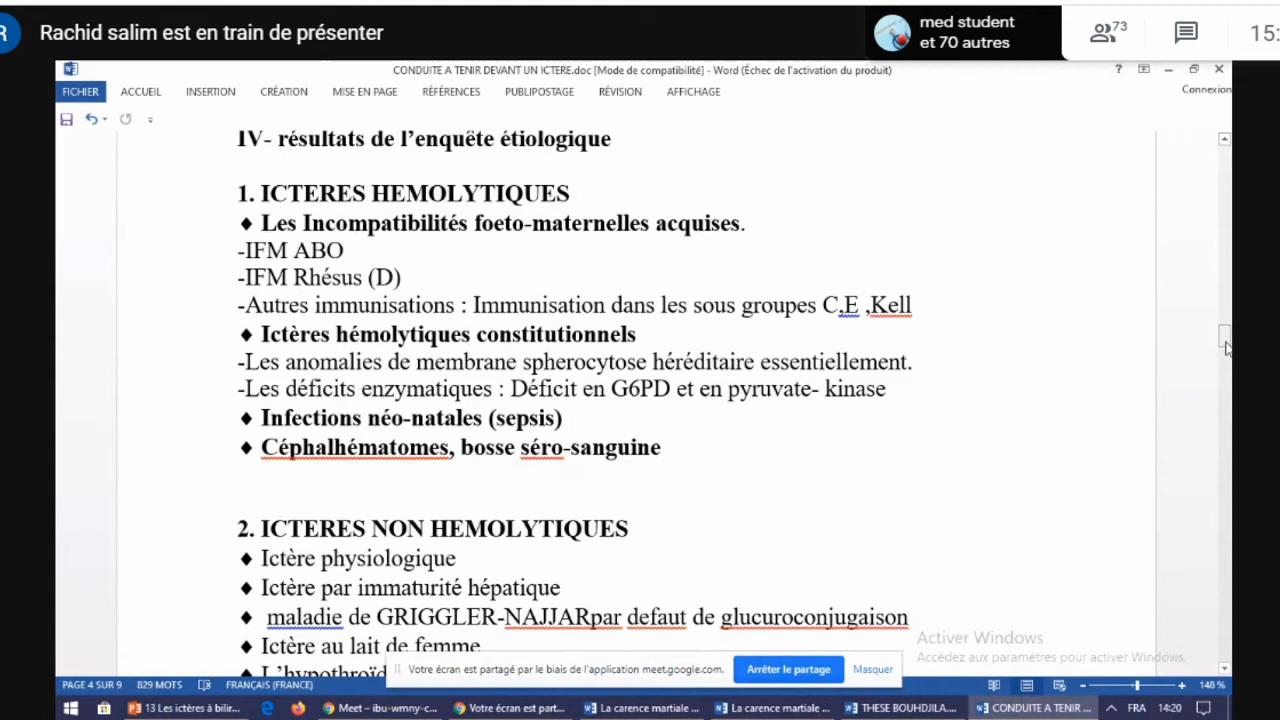 R
Rachid salim est en train de présenter
med student
et 70 autres
73
15:
CONDUITE A TENIR DEVANT UN ICTERE.doc [Mode de compatibilité] - Word (Échec de l'activation du produit)
?
FICHIER ACCUEIL INSERTION CRÉATION MISE EN PAGE RÉFÉRENCES PUBLIPOSTAGE RÉVISION AFFICHAGE
Connexion
IV- résultats de l'enquête étiologique
1. ICTERES HEMOLYTIQUES
♦ Les Incompatibilités foeto-maternelles acquises.
-IFM ABO
-IFM Rhésus (D)
-Autres immunisations : Immunisation dans les sous groupes C,E ,Kell
♦ Ictères hémolytiques constitutionnels
-Les anomalies de membrane spherocytose héréditaire essentiellement.
-Les déficits enzymatiques : Déficit en G6PD et en pyruvate- kinase
♦ Infections néo-natales (sepsis)
♦ Céphalhématomes, bosse séro-sanguine
2. ICTERES NON HEMOLYTIQUES
♦ Ictère physiologique
♦ Ictère par immaturité hépatique
♦ maladie de GRIGGLER-NAJJARpar defaut de glucuroconjugaison
♦ Ictère au lait de femme
♦ L'hypothroïd
Activer Windows
Accédez aux paramètres pour activer Windows.
Votre écran est partagé par le biais de l'application meet.google.com. Arrêter le partage Masquer
PAGE 4 SUR 9 829 MOTS FRANÇAIS (FRANCE) 148 %
13 Les ictères à bilir... Meet – ibu-wmny-c... Votre écran est part... La carence martiale ... La carence martiale ... THESE BOUHDJILA.... CONDUITE A TENIR ... FRA 14:20